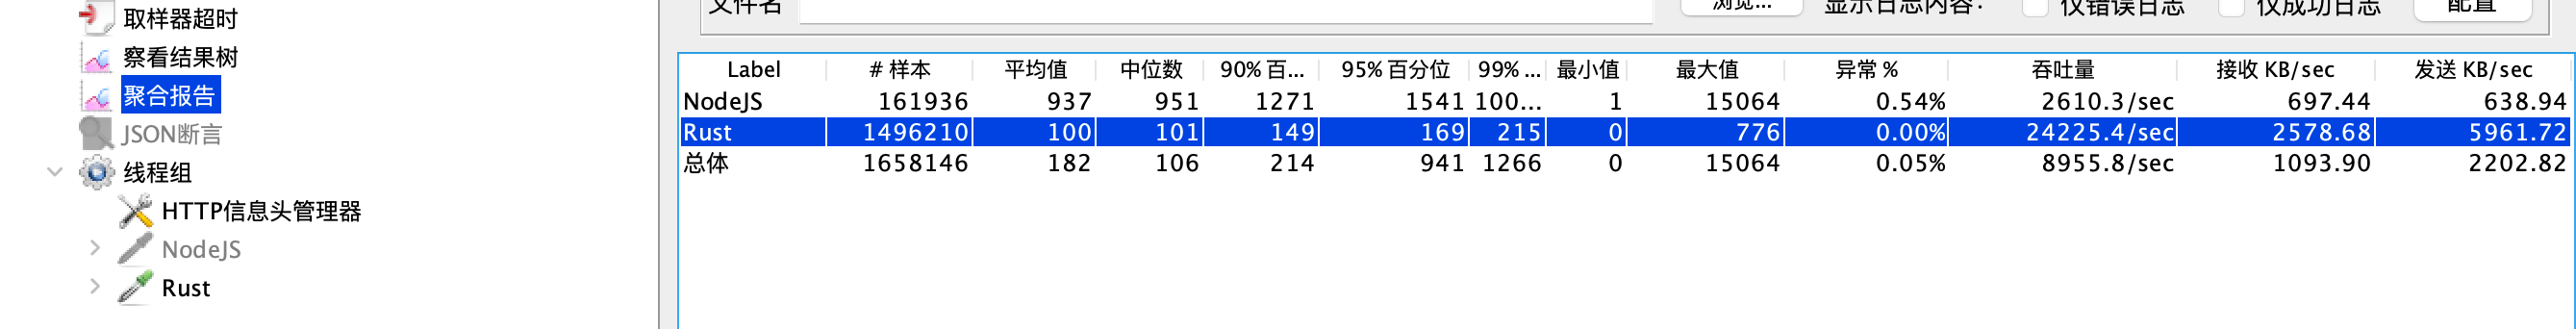 取样器超时
察看结果树
聚合报告
JSON断言
线程组
HTTP信息头管理器
NodeJS
Rust
文件名 浏览... 显示日志内容: 仅错误日志 仅成功日志 配置
Label # 样本 平均值 中位数 90% 百... 95% 百分位 99% ... 最小值 最大值 异常 % 吞吐量 接收 KB/sec 发送 KB/sec
NodeJS 161936 937 951 1271 1541 100... 1 15064 0.54% 2610.3/sec 697.44 638.94
Rust 1496210 100 101 149 169 215 0 776 0.00% 24225.4/sec 2578.68 5961.72
总体 1658146 182 106 214 941 1266 0 15064 0.05% 8955.8/sec 1093.90 2202.82